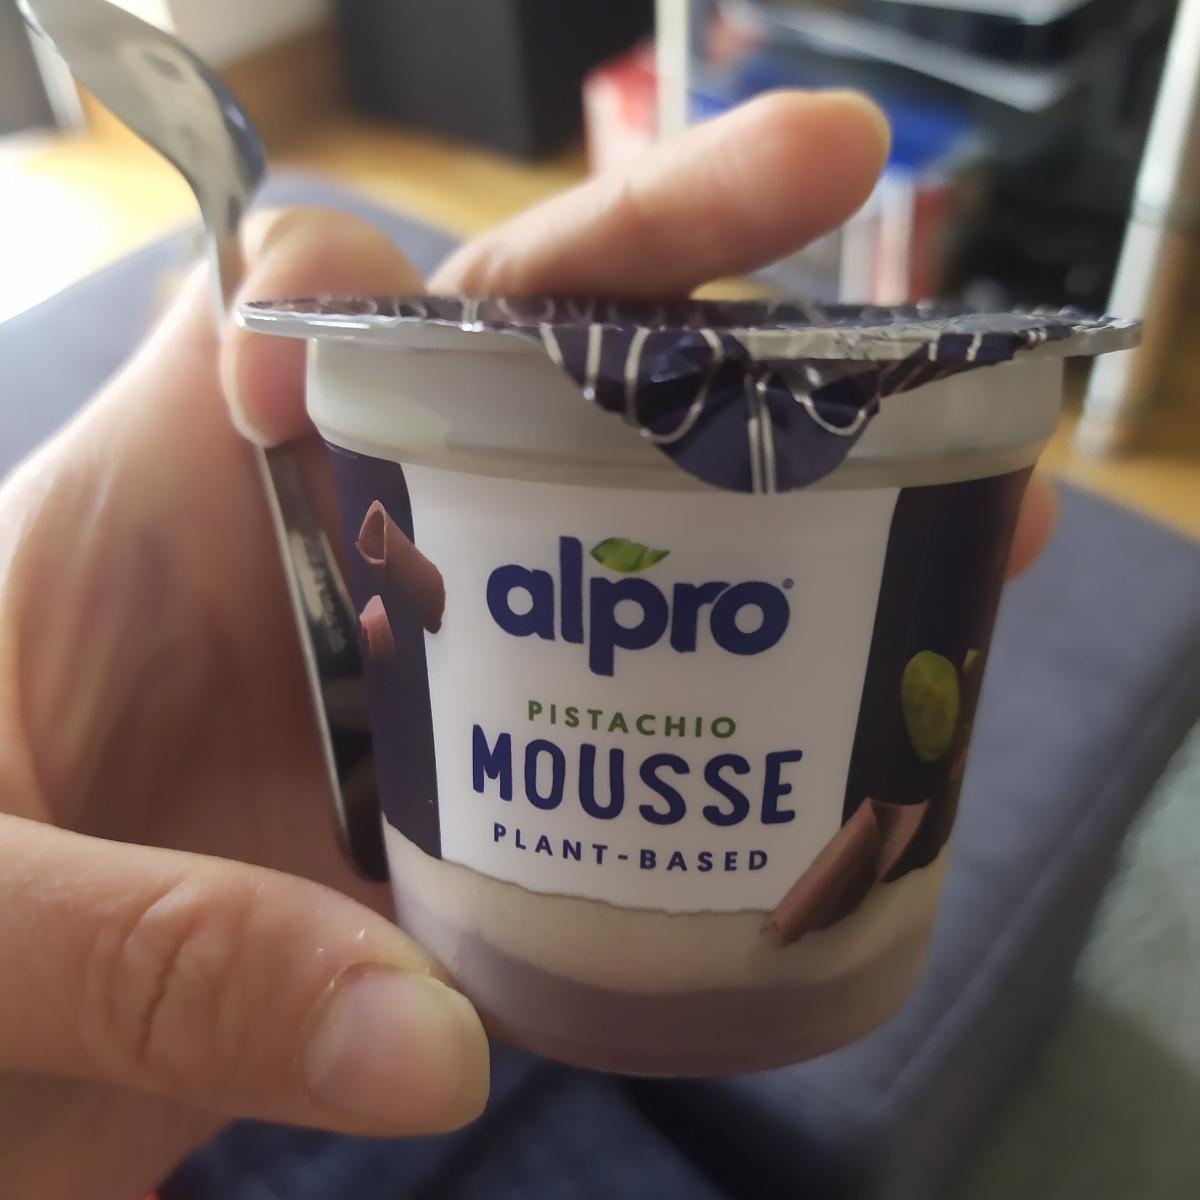 alpro
PISTACHIO
MOUSSE
PLANT-BASED